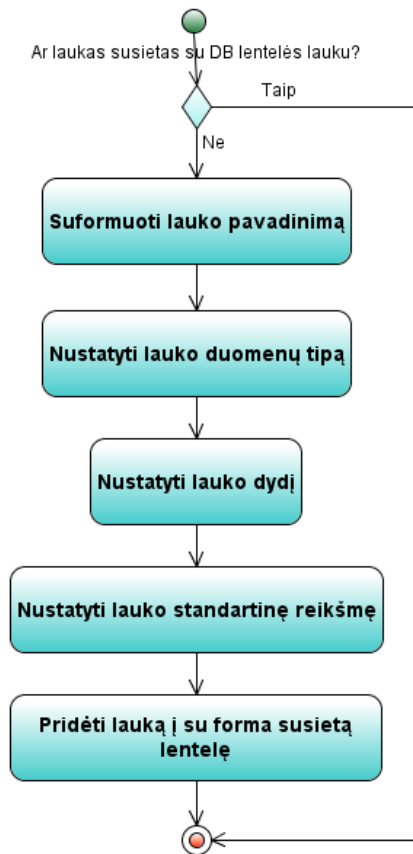 Ar laukas susietas su DB lentelės lauku?
Taip
Ne
Suformuoti lauko pavadinimą
Nustatyti lauko duomenų tipą
Nustatyti lauko dydį
Nustatyti lauko standartinę reikšmę
Pridėti lauką į su forma susietą
lentelę